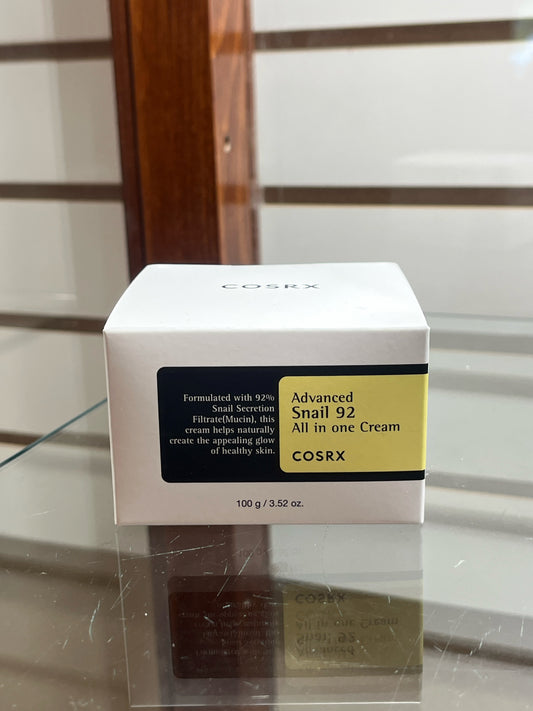 COSRX
Formulated with 92%
Snail Secretion
Filtrate(Mucin), this
cream helps naturally
create the appealing glow
of healthy skin.
Advanced
Snail 92
All in one Cream
COSRX
100 g / 3.52 oz.